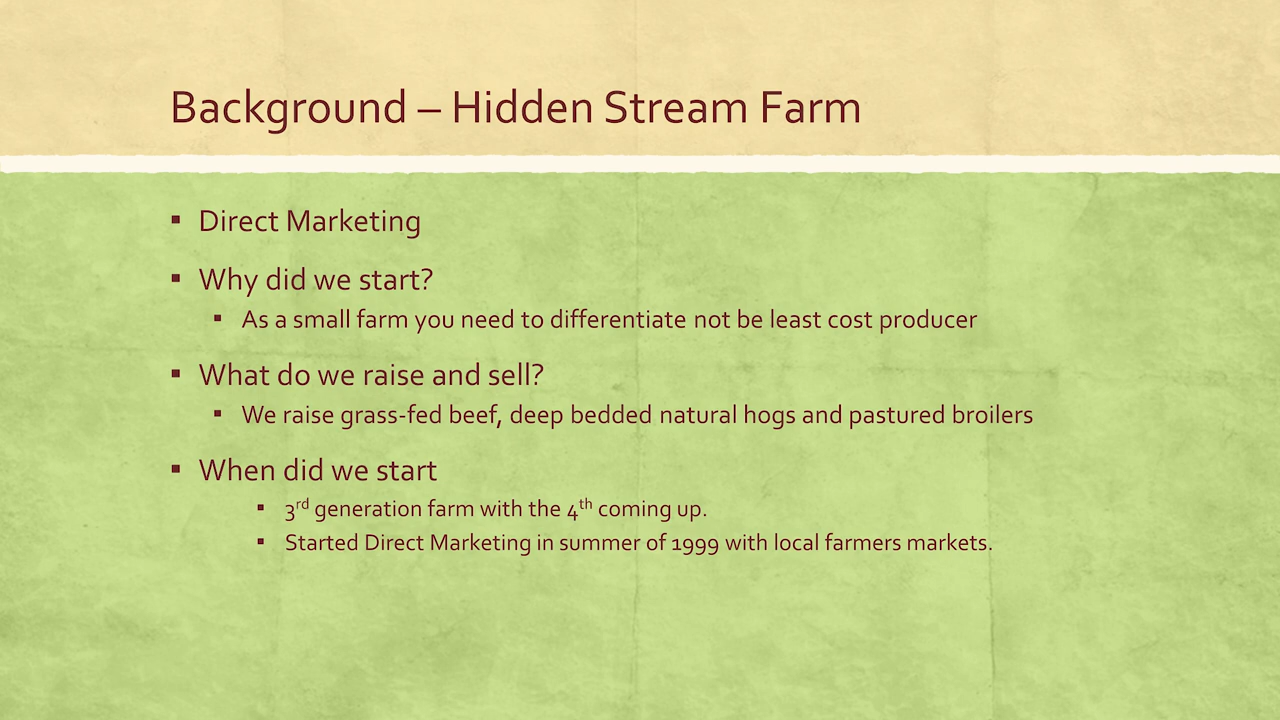 Background – Hidden Stream Farm
▪ Direct Marketing
▪ Why did we start?
▪ As a small farm you need to differentiate not be least cost producer
▪ What do we raise and sell?
▪ We raise grass-fed beef, deep bedded natural hogs and pastured broilers
▪ When did we start
▪ 3rd generation farm with the 4th coming up.
▪ Started Direct Marketing in summer of 1999 with local farmers markets.